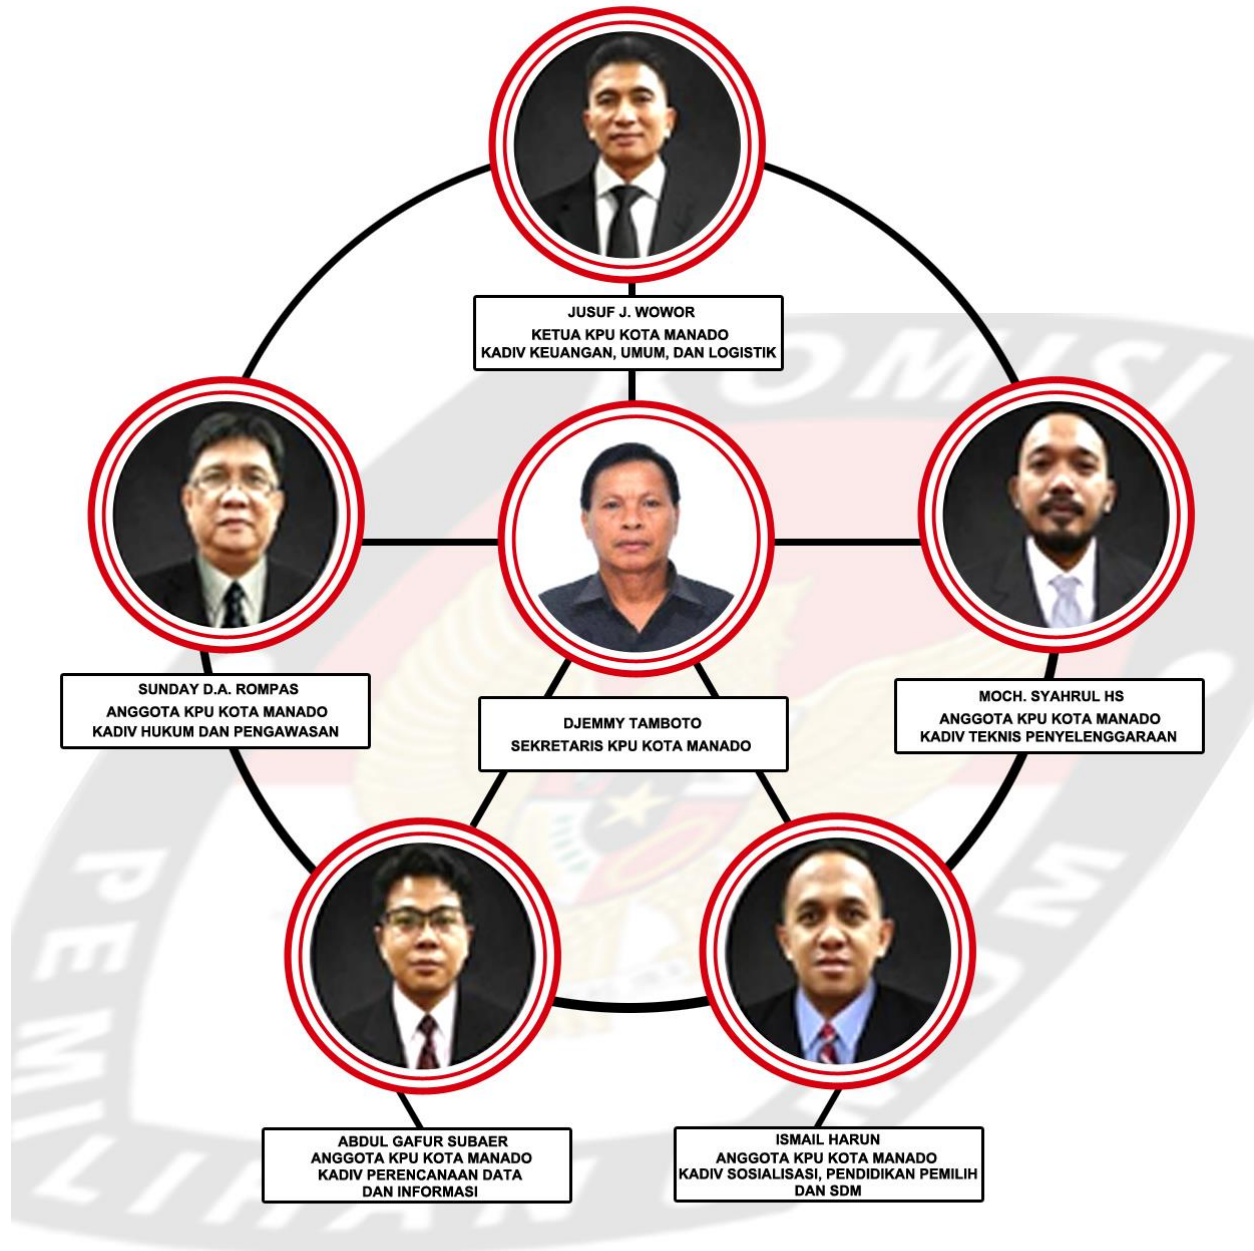 JUSUF J. WOWOR
KETUA KPU KOTA MANADO
KADIV KEUANGAN, UMUM, DAN LOGISTIK
SUNDAY D.A. ROMPAS
ANGGOTA KPU KOTA MANADO
KADIV HUKUM DAN PENGAWASAN
DJEMMY TAMBOTO
SEKRETARIS KPU KOTA MANADO
MOCH. SYAHRUL HS
ANGGOTA KPU KOTA MANADO
KADIV TEKNIS PENYELENGGARAAN
ABDUL GAFUR SUBAER
ANGGOTA KPU KOTA MANADO
KADIV PERENCANAAN DATA
DAN INFORMASI
ISMAIL HARUN
ANGGOTA KPU KOTA MANADO
KADIV SOSIALISASI, PENDIDIKAN PEMILIH
DAN SDM
KOMISI
PEMILIHAN